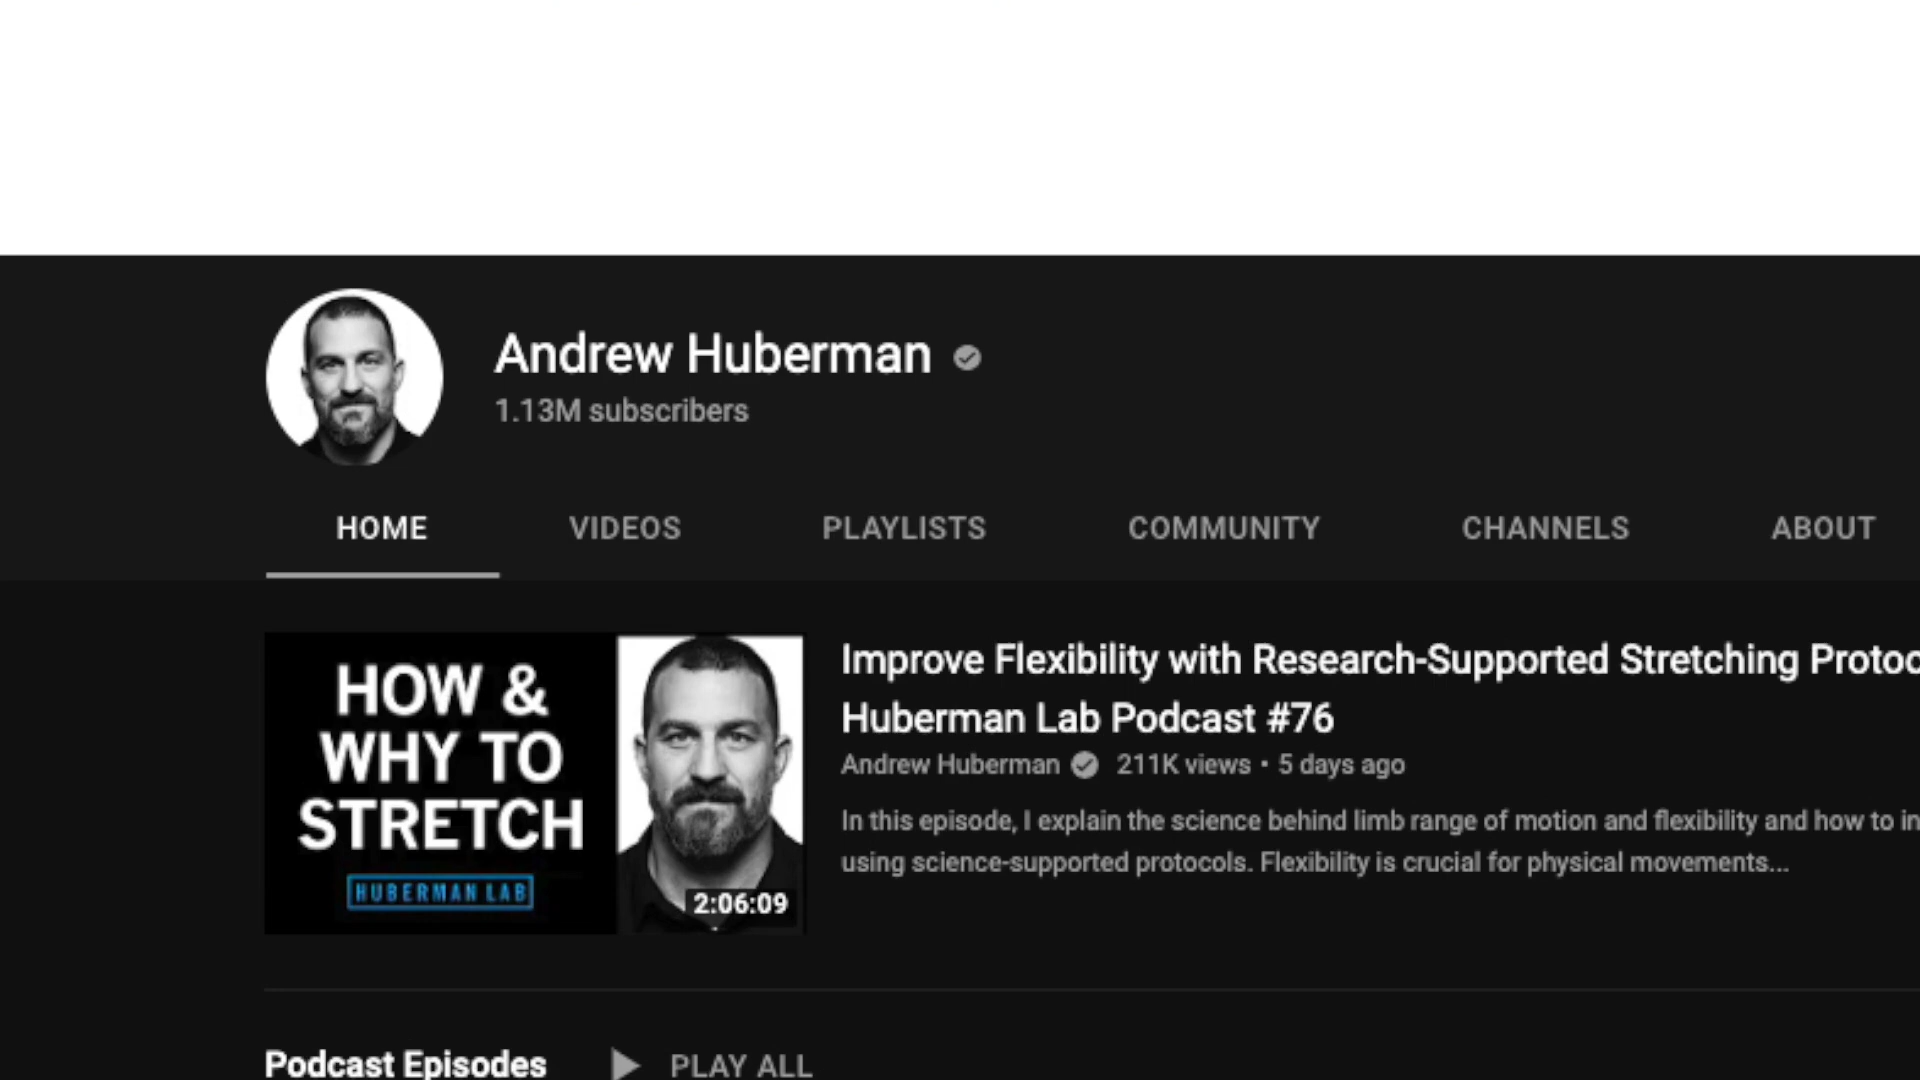 Andrew Huberman
1.13M subscribers
HOME VIDEOS PLAYLISTS COMMUNITY CHANNELS ABOUT
HOW &
WHY TO
STRETCH
HUBERMAN LAB
2:06:09
Improve Flexibility with Research-Supported Stretching Protoc
Huberman Lab Podcast #76
Andrew Huberman 211K views • 5 days ago
In this episode, I explain the science behind limb range of motion and flexibility and how to in
using science-supported protocols. Flexibility is crucial for physical movements...
Podcast Episodes PLAY ALL